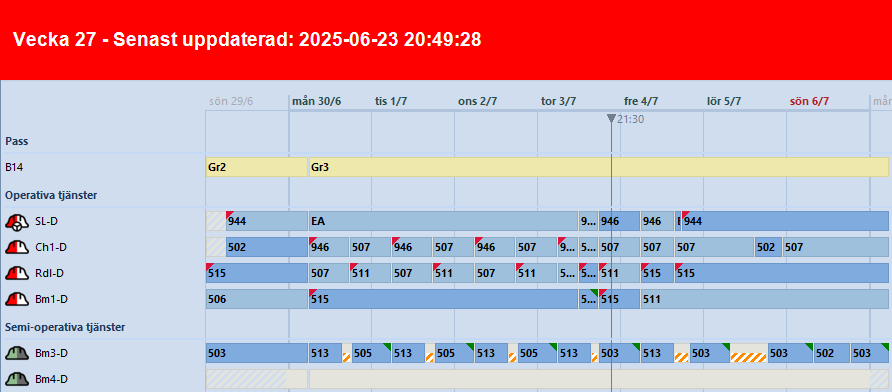 Vecka 27 - Senast uppdaterad: 2025-06-23 20:49:28
sön 29/6 mån 30/6 tis 1/7 ons 2/7 tor 3/7 fre 4/7 lör 5/7 sön 6/7 mån
21:30
Pass
B14 Gr2 Gr3
Operativa tjänster
SL-D 944 EA 9... 946 946 944
Ch1-D 502 946 507 946 507 946 507 9... 5... 507 507 507 502 507
Rdl-D 515 507 511 507 511 507 511 5... 5... 511 515 515
Bm1-D 506 515 5... 515 511
Semi-operativa tjänster
Bm3-D 503 513 505 513 505 513 505 513 503 513 503 503 502 503
Bm4-D